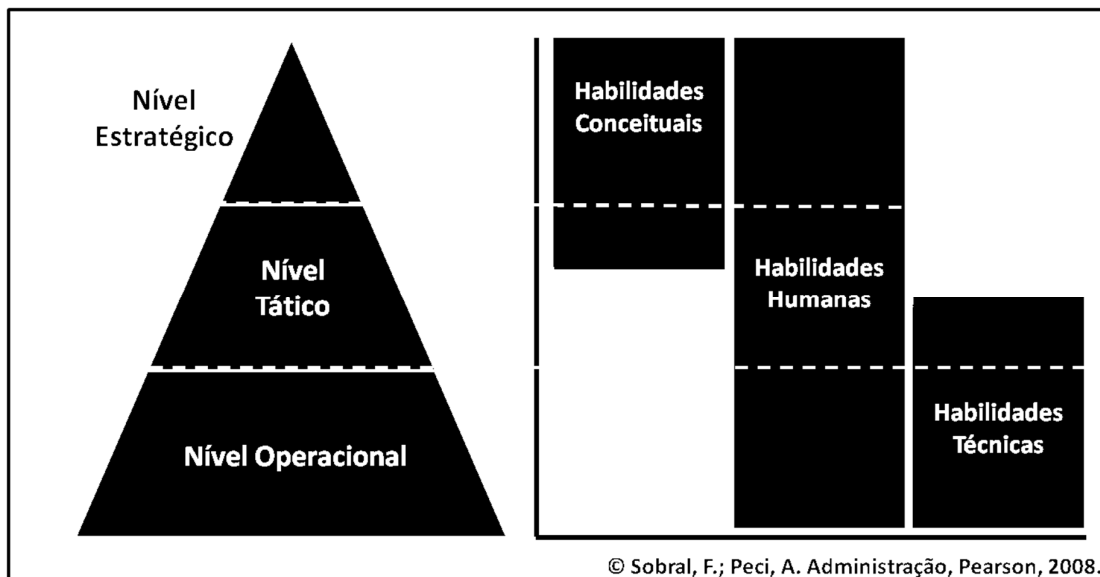 Nível
Estratégico
Nível
Tático
Nível Operacional
Habilidades
Conceituais
Habilidades
Humanas
Habilidades
Técnicas
© Sobral, F.; Peci, A. Administração, Pearson, 2008.